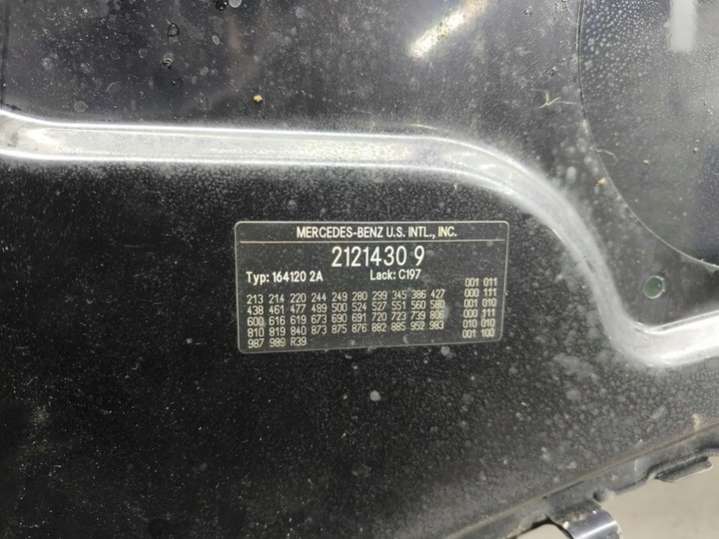 MERCEDES-BENZ U.S. INTL., INC.
2121430 9
Typ: 164120 2A Lack: C197
213 214 220 244 249 280 299 345 386 427
438 461 477 489 500 524 527 551 560 580
600 616 619 673 690 691 720 723 739 806
810 819 840 873 875 876 882 885 952 983
987 989 R39
001 011
000 111
001 010
000 111
010 010
001 100